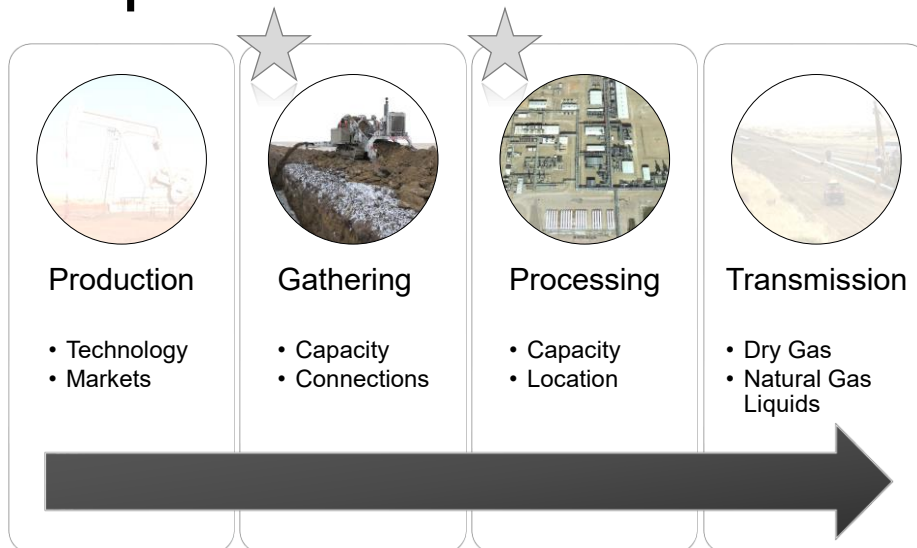 Production
• Technology
• Markets
Gathering
• Capacity
• Connections
Processing
• Capacity
• Location
Transmission
• Dry Gas
• Natural Gas
Liquids